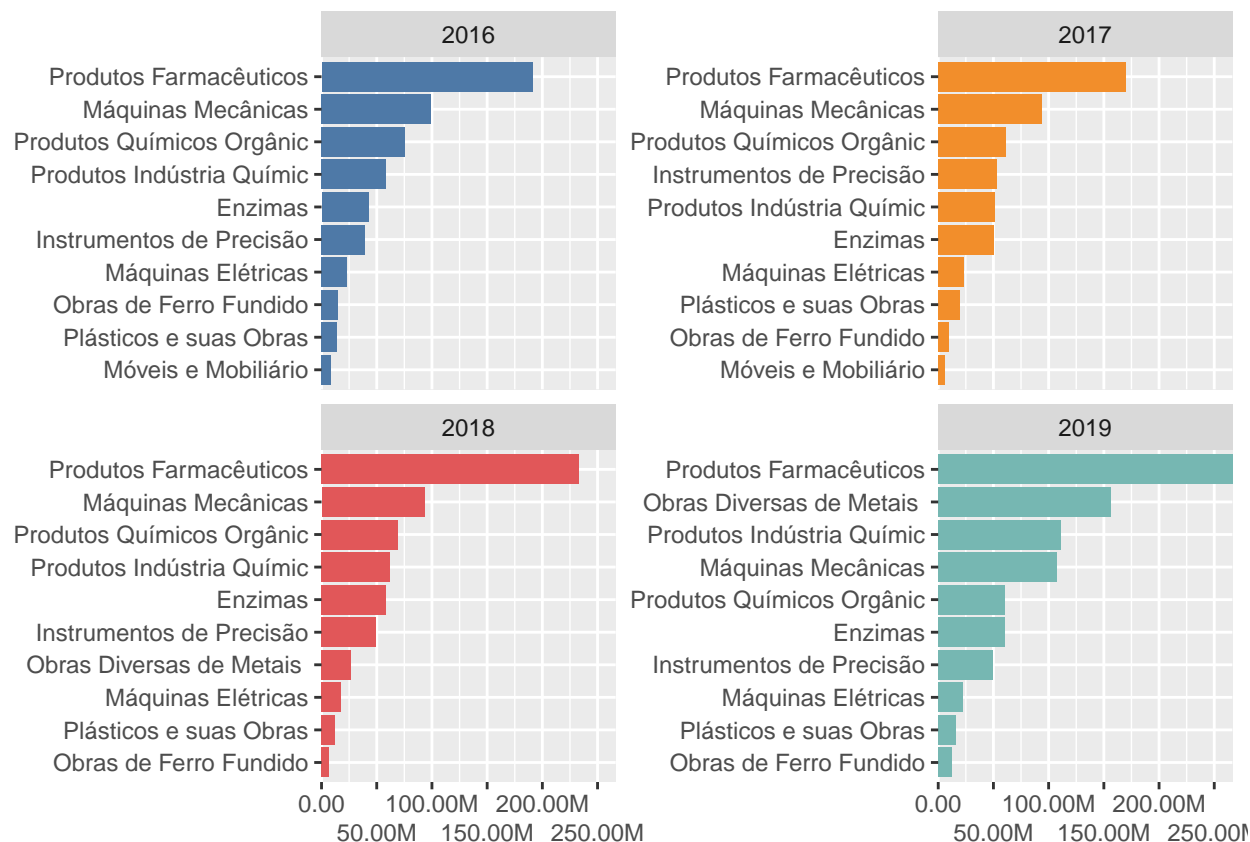 2016
Produtos Farmacêuticos
Máquinas Mecânicas
Produtos Químicos Orgânic
Produtos Indústria Químic
Enzimas
Instrumentos de Precisão
Máquinas Elétricas
Obras de Ferro Fundido
Plásticos e suas Obras
Móveis e Mobiliário
2017
Produtos Farmacêuticos
Máquinas Mecânicas
Produtos Químicos Orgânic
Instrumentos de Precisão
Produtos Indústria Químic
Enzimas
Máquinas Elétricas
Plásticos e suas Obras
Obras de Ferro Fundido
Móveis e Mobiliário
2018
Produtos Farmacêuticos
Máquinas Mecânicas
Produtos Químicos Orgânic
Produtos Indústria Químic
Enzimas
Instrumentos de Precisão
Obras Diversas de Metais
Máquinas Elétricas
Plásticos e suas Obras
Obras de Ferro Fundido
0.00 100.00M 200.00M
50.00M 150.00M 250.00M
2019
Produtos Farmacêuticos
Obras Diversas de Metais
Produtos Indústria Químic
Máquinas Mecânicas
Produtos Químicos Orgânic
Enzimas
Instrumentos de Precisão
Máquinas Elétricas
Plásticos e suas Obras
Obras de Ferro Fundido
0.00 100.00M 200.00M
50.00M 150.00M 250.00M